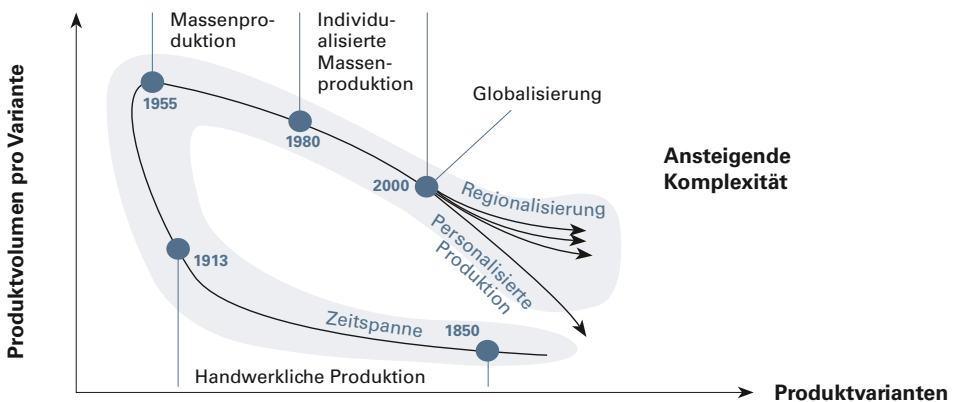 Massenpro-
duktion
Individu-
alisierte
Massen-
produktion
Globalisierung
Ansteigende
Komplexität
1955
1980
2000
Regionalisierung
Personalisierte
Produktion
1913
Zeitspanne
1850
Handwerkliche Produktion
Produktvolumen pro Variante
Produktvarianten